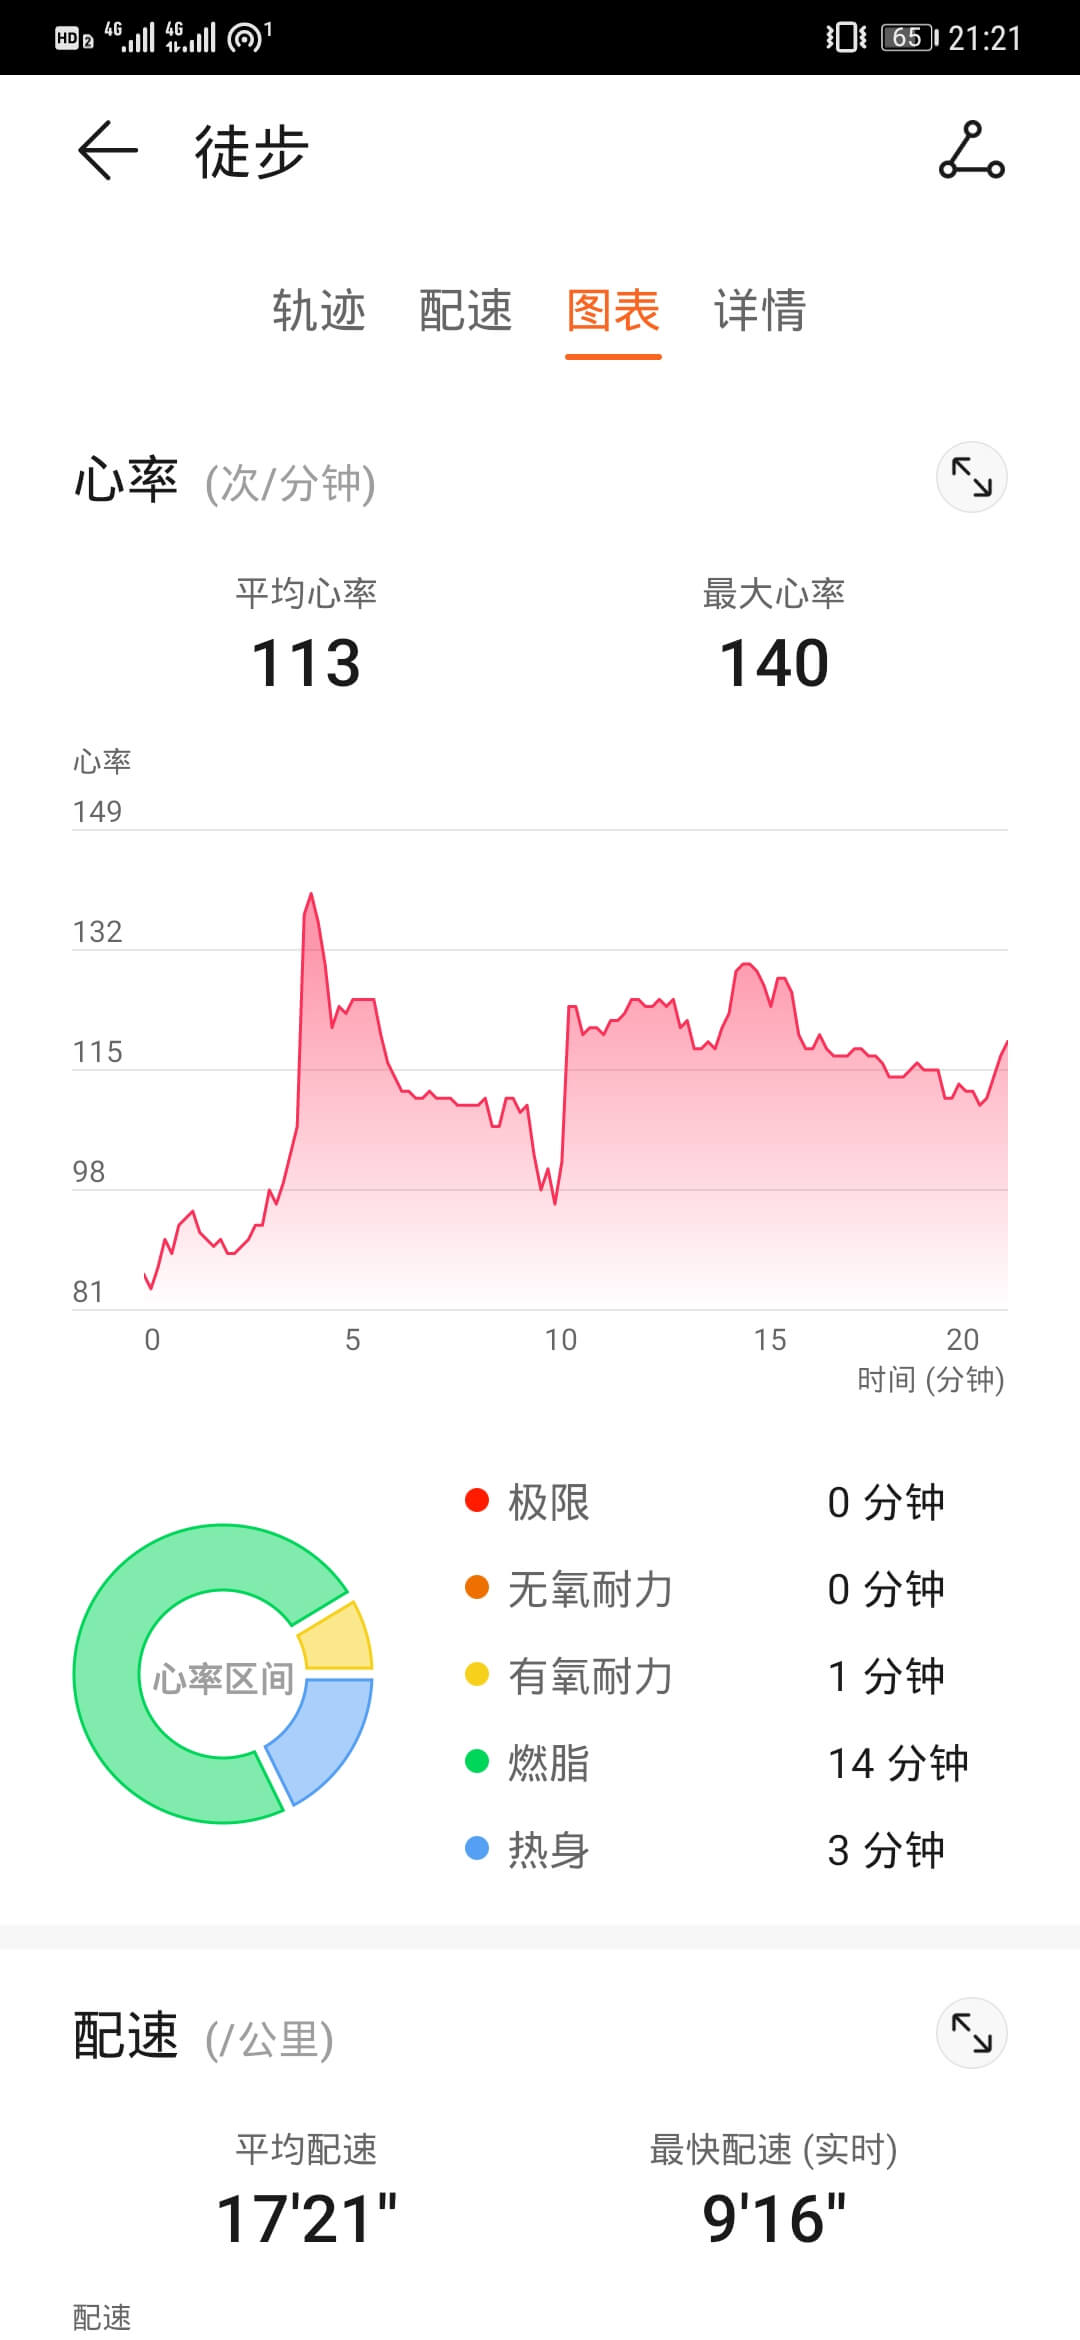 HD 2 4G 4G 1 65 21:21
徒步
轨迹 配速 图表 详情
心率 (次/分钟)
平均心率 最大心率
113 140
心率
149
132
115
98
81
0 5 10 15 20
时间 (分钟)
心率区间
极限 0 分钟
无氧耐力 0 分钟
有氧耐力 1 分钟
燃脂 14 分钟
热身 3 分钟
配速 (/公里)
平均配速 最快配速 (实时)
17'21" 9'16"
配速